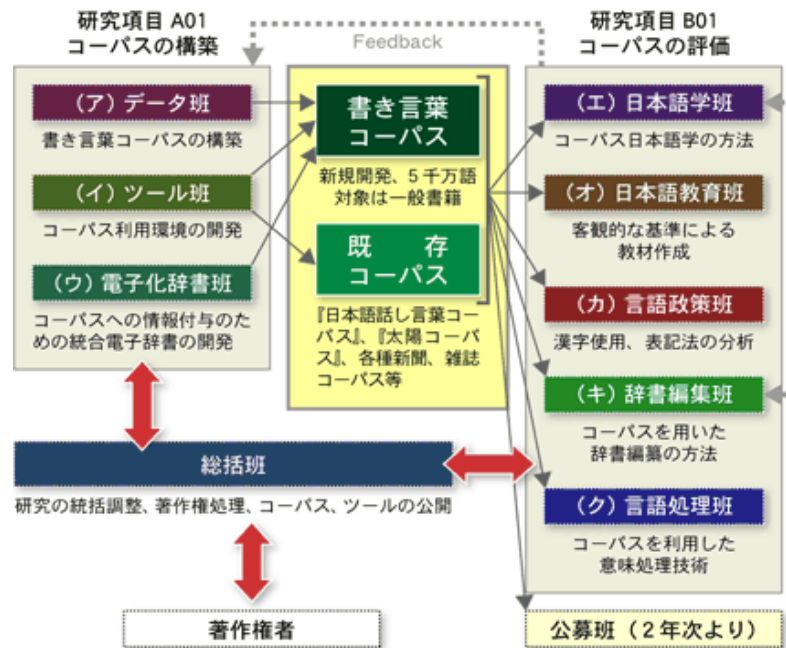 研究項目 A01
コーパスの構築
Feedback
研究項目 B01
コーパスの評価
(ア) データ班
書き言葉コーパスの構築
(イ) ツール班
コーパス利用環境の開発
(ウ) 電子化辞書班
コーパスへの情報付与のた
めの統合電子辞書の開発
書き言葉
コーパス
新規開発、5千万語
対象は一般書籍
既 存
コーパス
『日本語話し言葉コー
パス』、『太陽コーパ
ス』、各種新聞、雑誌
コーパス等
(エ) 日本語学班
コーパス日本語学の方法
(オ) 日本語教育班
客観的な基準による
教材作成
(カ) 言語政策班
漢字使用、表記法の分析
(キ) 辞書編集班
コーパスを用いた
辞書編纂の方法
(ク) 言語処理班
コーパスを利用した
意味処理技術
総括班
研究の統括調整、著作権処理、コーパス、ツールの公開
著作権者
公募班(2年次より)